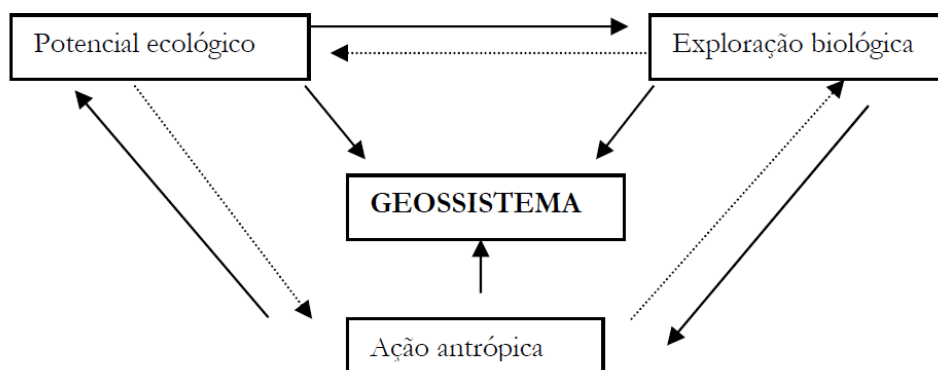 Potencial ecológico
Exploração biológica
GEOSSISTEMA
Ação antrópica